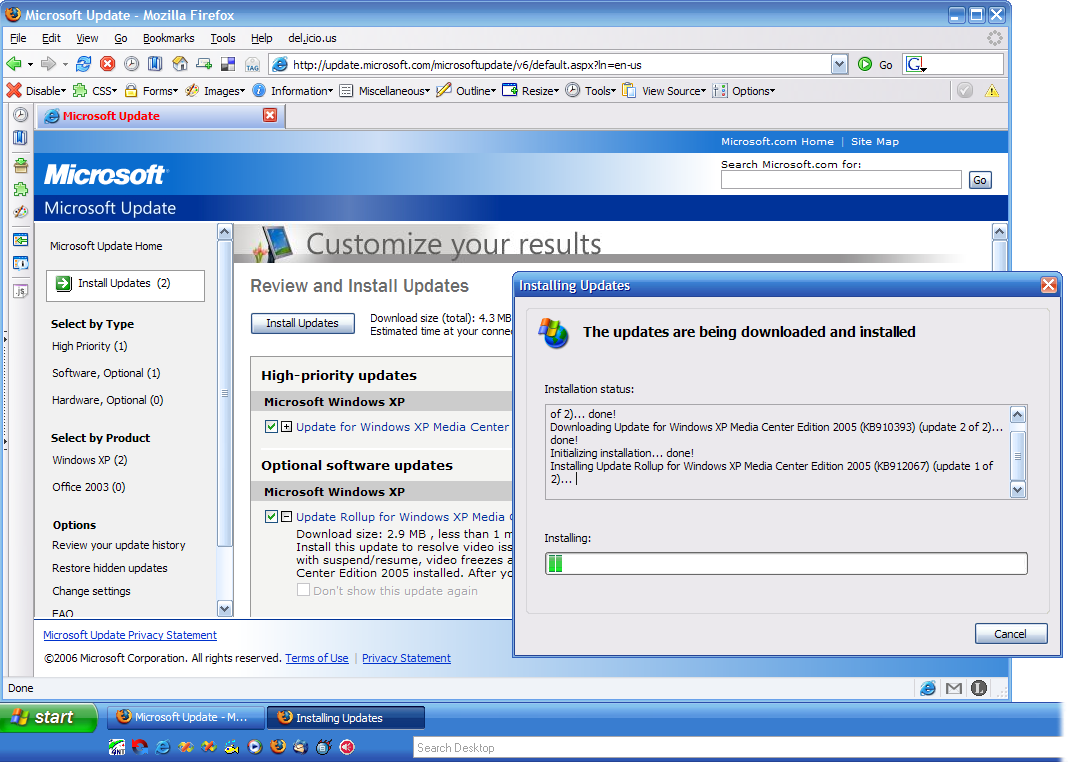 Microsoft Update - Mozilla Firefox
File Edit View Go Bookmarks Tools Help del.icio.us
TAG http://update.microsoft.com/microsoftupdate/v6/default.aspx?ln=en-us Go G
Disable CSS Forms Images Information Miscellaneous Outline Resize Tools View Source Options
Microsoft Update
Microsoft.com Home | Site Map
Search Microsoft.com for:
Go
Microsoft
Microsoft Update
Microsoft Update Home
Install Updates (2)
Select by Type
High Priority (1)
Software, Optional (1)
Hardware, Optional (0)
Select by Product
Windows XP (2)
Office 2003 (0)
Options
Review your update history
Restore hidden updates
Change settings
FAQ
Customize your results
Review and Install Updates
Install Updates
Download size (total): 4.3 MB
Estimated time at your conne
High-priority updates
Microsoft Windows XP
Update for Windows XP Media Center
Optional software updates
Microsoft Windows XP
Update Rollup for Windows XP Media
Download size: 2.9 MB , less than 1 m
Install this update to resolve video iss
with suspend/resume, video freezes a
Center Edition 2005 installed. After yo
Don't show this update again
Installing Updates
The updates are being downloaded and installed
Installation status:
of 2)... done!
Downloading Update for Windows XP Media Center Edition 2005 (KB910393) (update 2 of 2)...
done!
Initializing installation... done!
Installing Update Rollup for Windows XP Media Center Edition 2005 (KB912067) (update 1 of
2)...
Installing:
Cancel
Microsoft Update Privacy Statement
©2006 Microsoft Corporation. All rights reserved. Terms of Use | Privacy Statement
Done
start Microsoft Update - M... Installing Updates
4NT Search Desktop